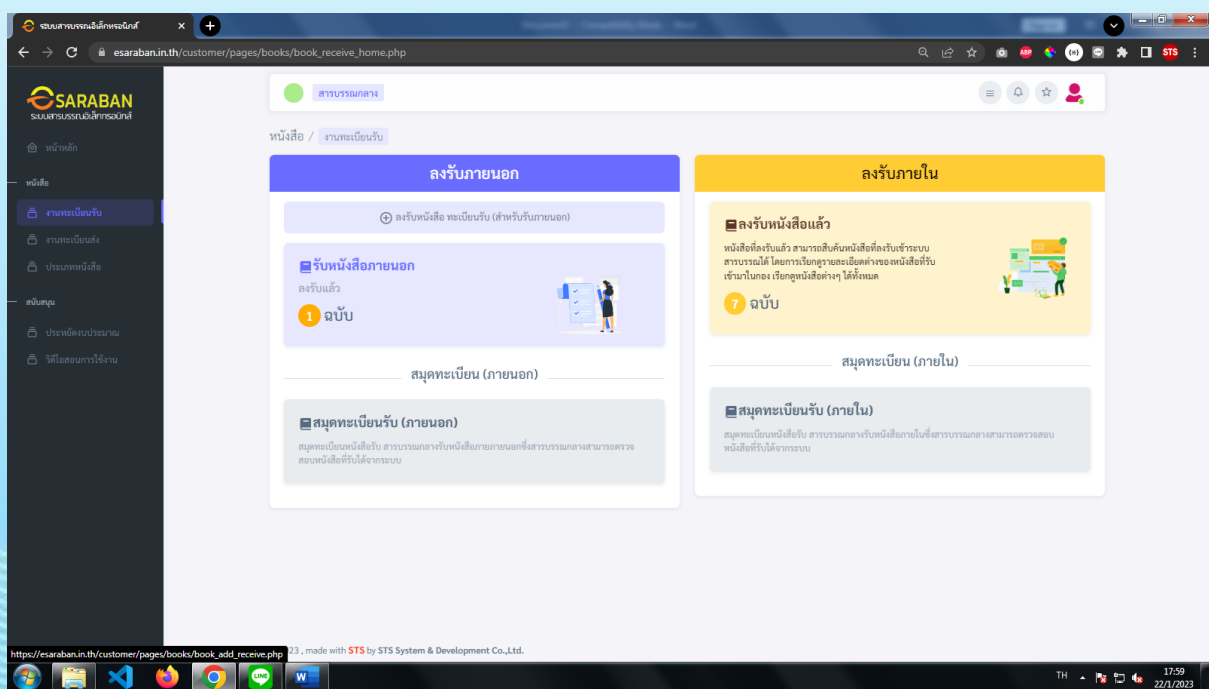 ระบบสารบรรณอิเล็กทรอนิกส์
esaraban.in.th/customer/pages/books/book_receive_home.php
ABP
STS
SARABAN
ระบบสารบรรณอิเล็กทรอนิกส์
หน้าหลัก
หนังสือ
งานทะเบียนรับ
งานทะเบียนส่ง
ประเภทหนังสือ
สนับสนุน
ประหยัดงบประมาณ
วิดีโอสอนการใช้งาน
สารบรรณกลาง
หนังสือ / งานทะเบียนรับ
ลงรับภายนอก
ลงรับหนังสือ ทะเบียนรับ (สำหรับรับภายนอก)
รับหนังสือภายนอก
ลงรับแล้ว
1 ฉบับ
สมุดทะเบียน (ภายนอก)
สมุดทะเบียนรับ (ภายนอก)
สมุดทะเบียนหนังสือรับ สารบรรณกลางรับหนังสือภายภายนอกซึ่งสารบรรณกลางสามารถตรวจ
สอบหนังสือที่รับได้จากระบบ
ลงรับภายใน
ลงรับหนังสือแล้ว
หนังสือที่ลงรับแล้ว สามารถสืบค้นหนังสือที่ลงรับเข้าระบบ
สารบรรณได้ โดยการเรียกดูรายละเอียดต่างของหนังสือที่รับ
เข้ามาในกอง เรียกดูหนังสือต่างๆ ได้ทั้งหมด
7 ฉบับ
สมุดทะเบียน (ภายใน)
สมุดทะเบียนรับ (ภายใน)
สมุดทะเบียนหนังสือรับ สารบรรณกลางรับหนังสือภายในซึ่งสารบรรณกลางสามารถตรวจสอบ
หนังสือที่รับได้จากระบบ
https://esaraban.in.th/customer/pages/books/book_add_receive.php
23 , made with STS by STS System & Development Co.,Ltd.
LINE
W
TH
17:59
22/1/2023